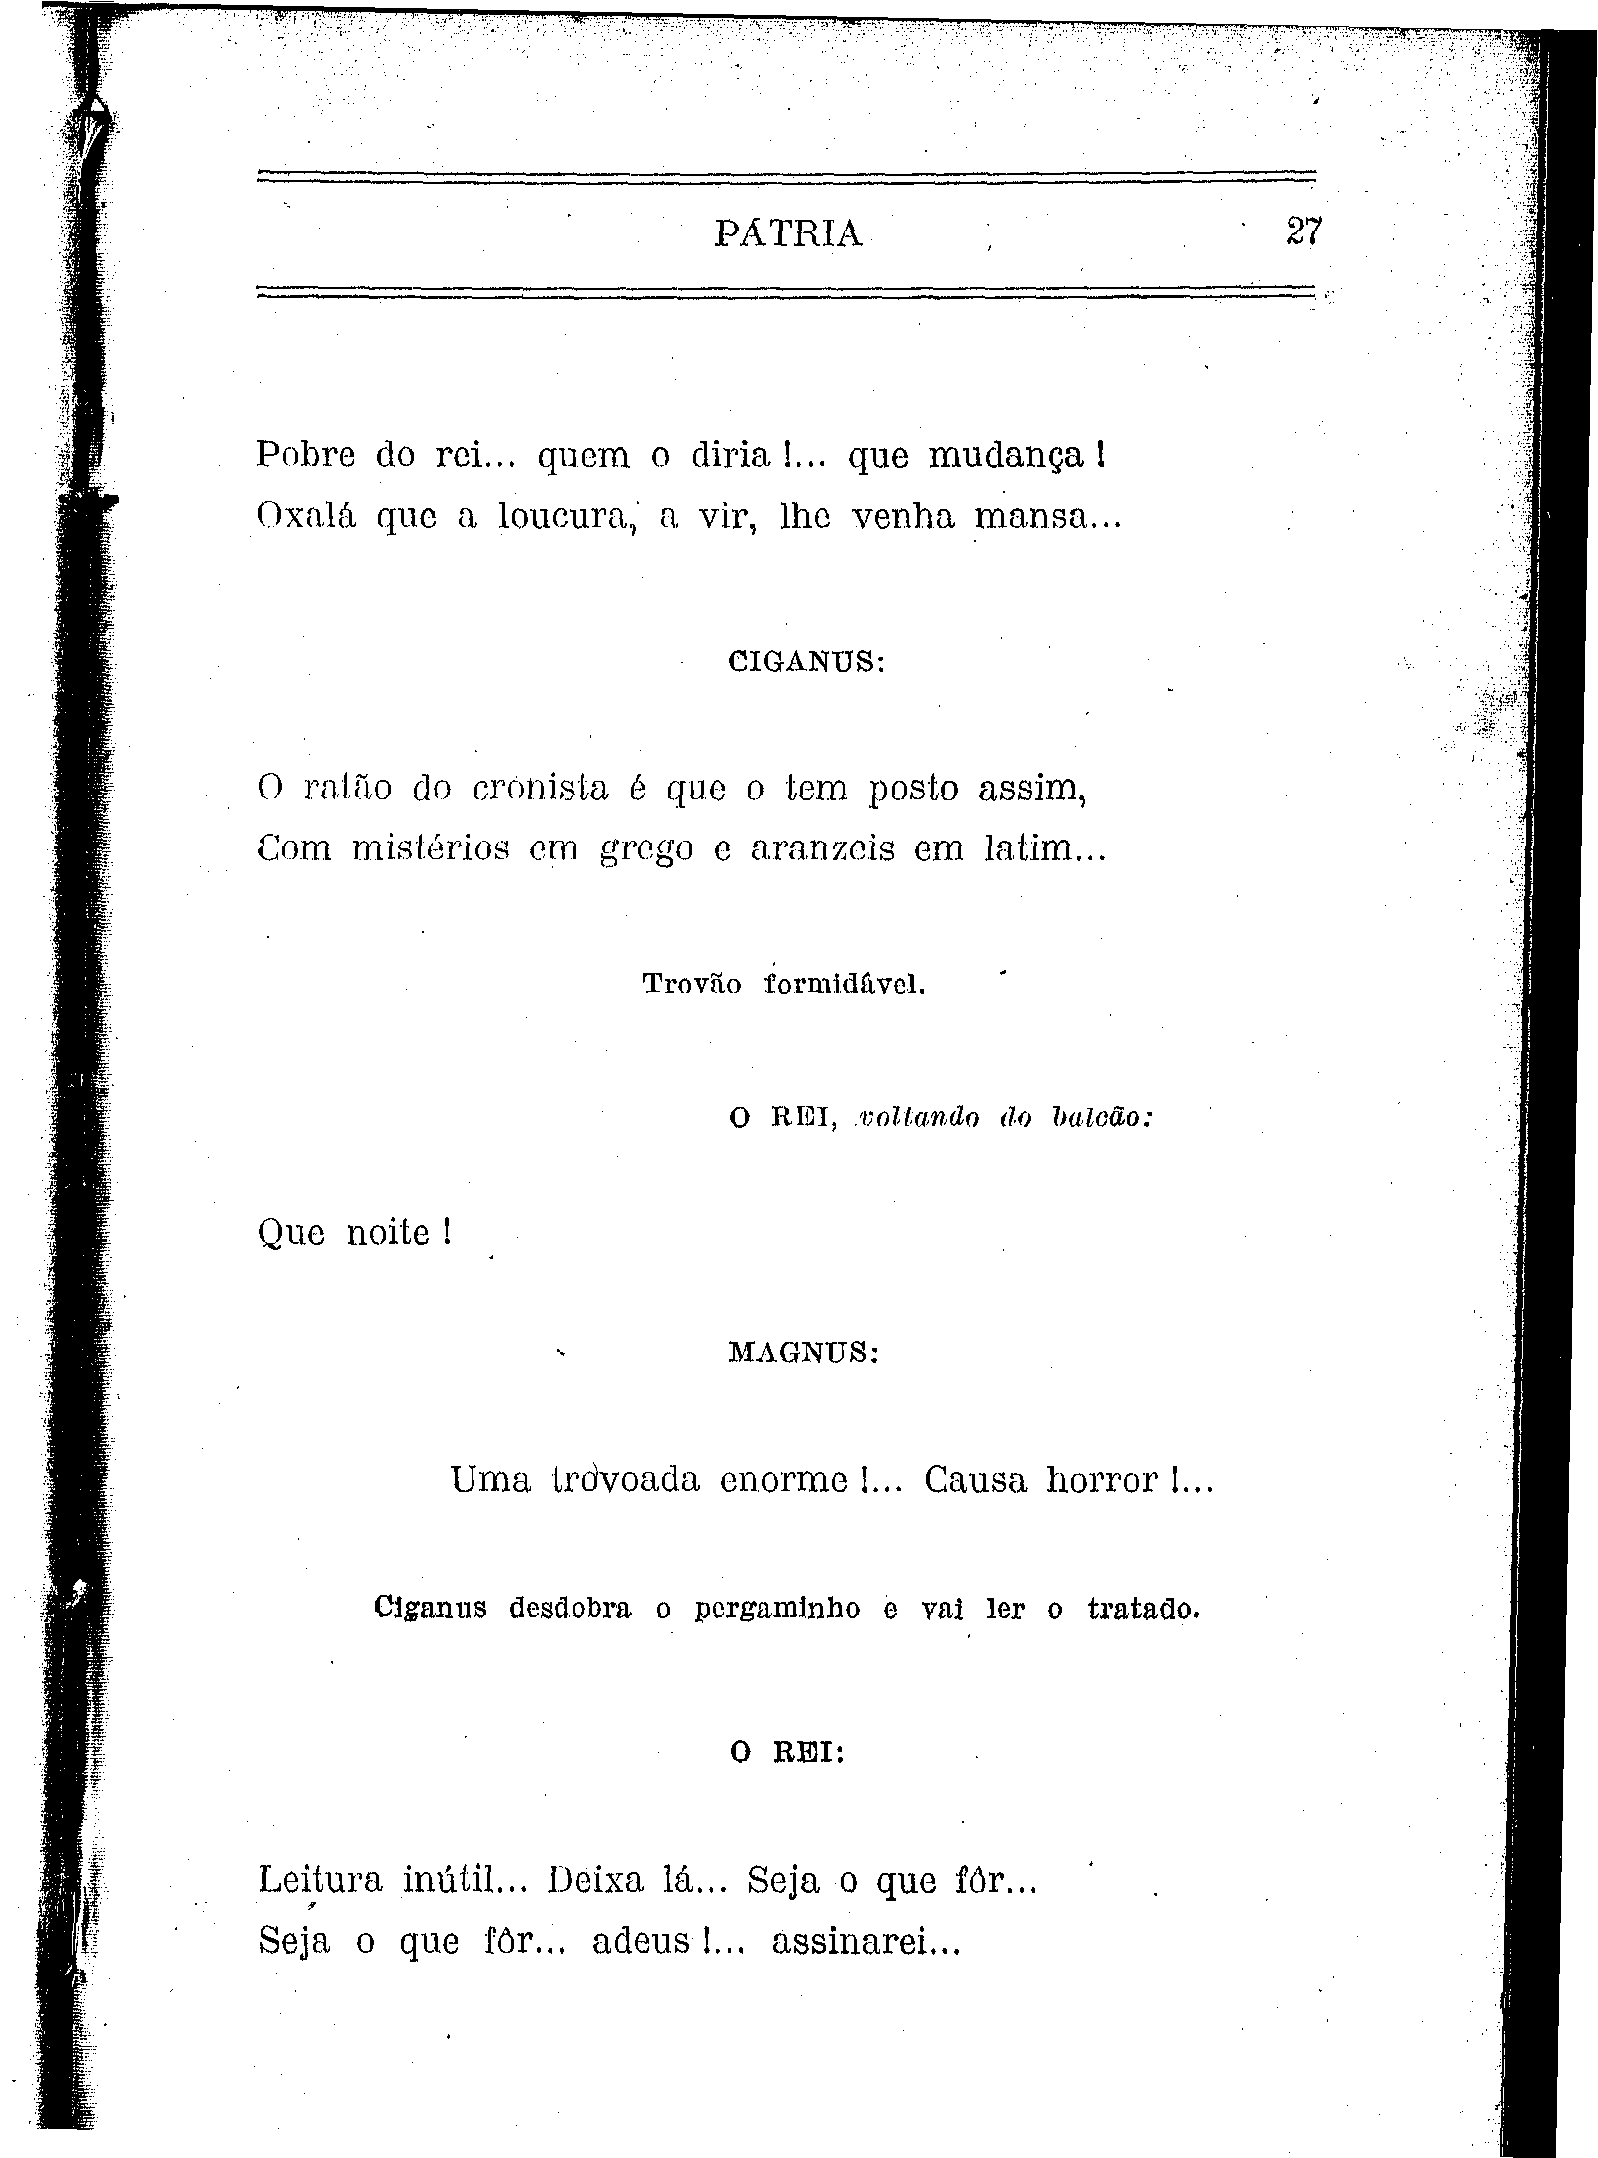 PÁTRIA 27
Pobre do rei... quem o diria!... que mudança!
Oxalá que a loucura, a vir, lhe venha mansa...
CIGANUS:
O ratão do cronista é que o tem posto assim,
Com mistérios em grego e aranzeis em latim...
Trovão formidável.
O REI, voltando do balcão:
Que noite!
MAGNUS:
Uma trovoada enorme!... Causa horror!...
Ciganus desdobra o pergaminho e vai ler o tratado.
O REI:
Leitura inútil... Deixa lá... Seja o que fôr...
Seja o que fôr... adeus!... assinarei...